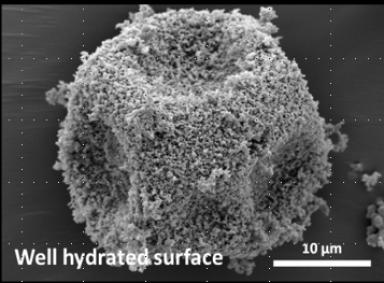 10 μm
Well hydrated surface